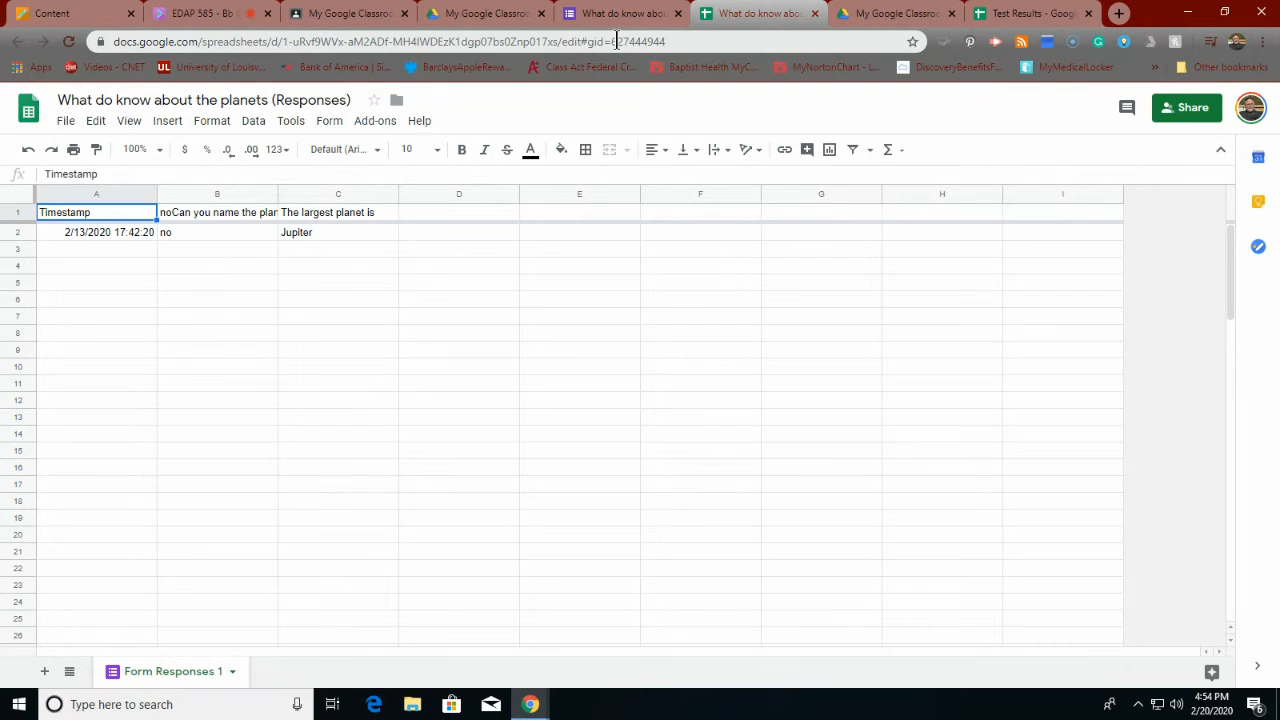 Content
EDAP 585 - Bb C
My Google Classroo
My Google Classroo
What do know abou
What do know abou
My Google Classroo
Test Results - Goog
docs.google.com/spreadsheets/d/1-uRvf9WVx-aM2ADf-MH4IWDEzK1dgp07bs0Znp017xs/edit#gid=627444944
Apps
Videos - CNET
University of Louisv...
Bank of America | Si...
BarclaysAppleRewa...
Class Act Federal Cr...
Baptist Health MyC...
MyNortonChart - L...
DiscoveryBenefitsF...
MyMedicalLocker
»
Other bookmarks
What do know about the planets (Responses)
Share
File Edit View Insert Format Data Tools Form Add-ons Help
100% $ % .0 .00 123 Default (Ari... 10 B I S A Σ
fx Timestamp
A B C D E F G H I
1 Timestamp noCan you name the plan The largest planet is
2 2/13/2020 17:42:20 no Jupiter
3
4
5
6
7
8
9
10
11
12
13
14
15
16
17
18
19
20
21
22
23
24
25
26
Form Responses 1
Type here to search
4:54 PM
2/20/2020
6